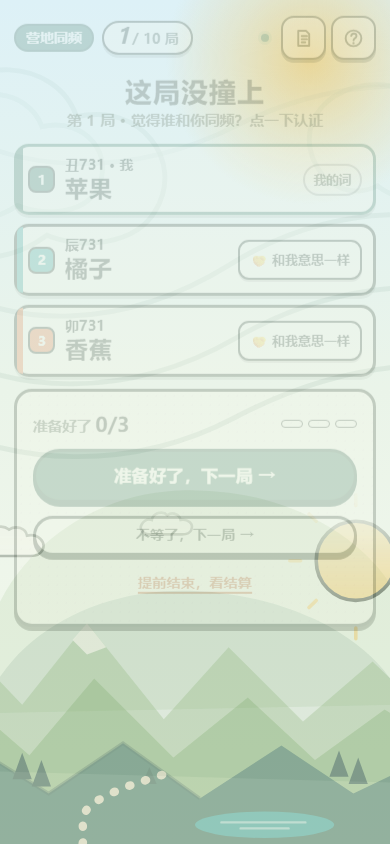 营地同频
1 / 10 局
这局没撞上
第 1 局 · 觉得谁和你同频？点一下认证
1
丑731 · 我
苹果
我的词
2
辰731
橘子
和我意思一样
3
卯731
香蕉
和我意思一样
准备好了 0/3
准备好了，下一局 →
不等了，下一局 →
提前结束，看结算